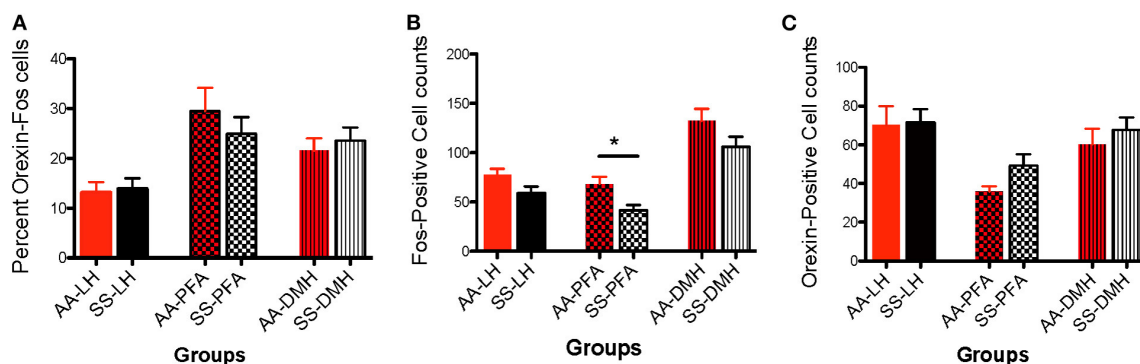 A
Percent Orexin-Fos cells
40
30
20
10
0
AA-LH
SS-LH
AA-PFA
SS-PFA
AA-DMH
SS-DMH
Groups
B
Fos-Positive Cell counts
200
150
100
50
0
*
AA-LH
SS-LH
AA-PFA
SS-PFA
AA-DMH
SS-DMH
Groups
C
Orexin-Positive Cell counts
100
80
60
40
20
0
AA-LH
SS-LH
AA-PFA
SS-PFA
AA-DMH
SS-DMH
Groups